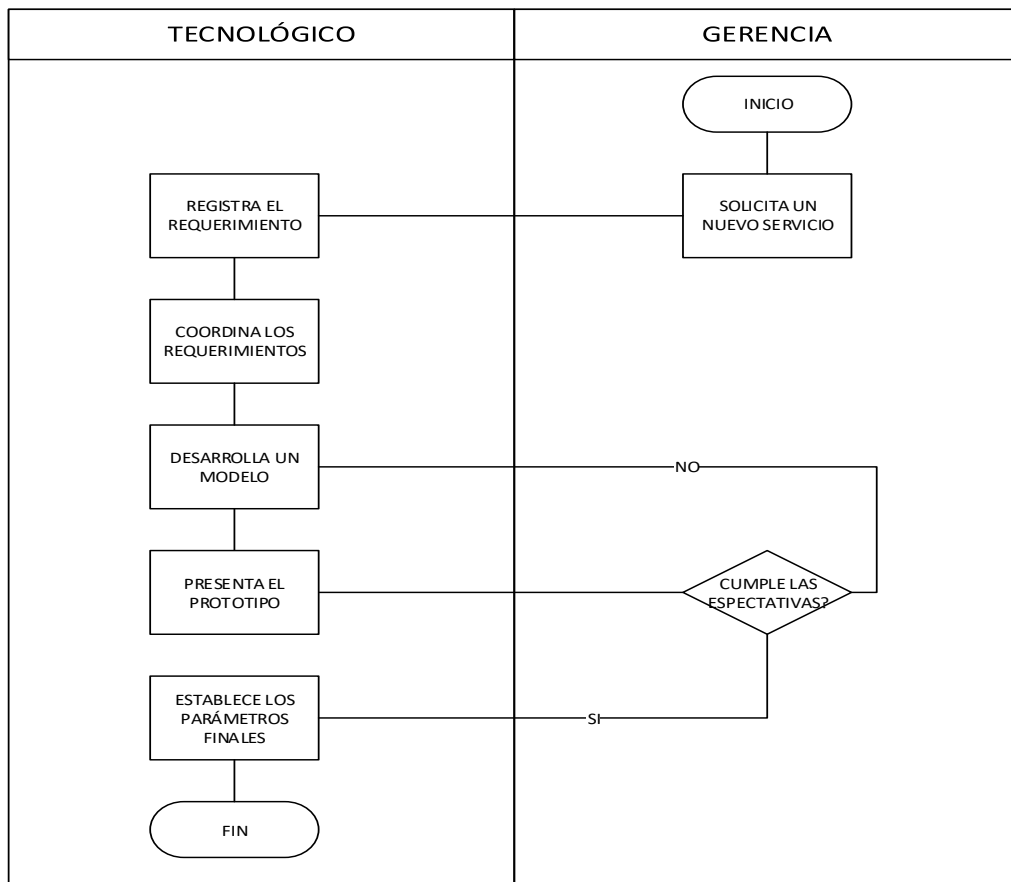 TECNOLÓGICO
GERENCIA
INICIO
REGISTRA EL
REQUERIMIENTO
SOLICITA UN
NUEVO SERVICIO
COORDINA LOS
REQUERIMIENTOS
DESARROLLA UN
MODELO
NO
PRESENTA EL
PROTOTIPO
CUMPLE LAS
ESPECTATIVAS?
ESTABLECE LOS
PARÁMETROS
FINALES
SI
FIN